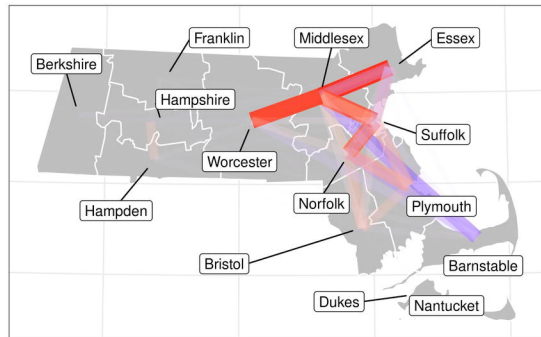 Franklin
Middlesex
Essex
Berkshire
Hampshire
Suffolk
Worcester
Norfolk
Plymouth
Hampden
Bristol
Barnstable
Dukes
Nantucket